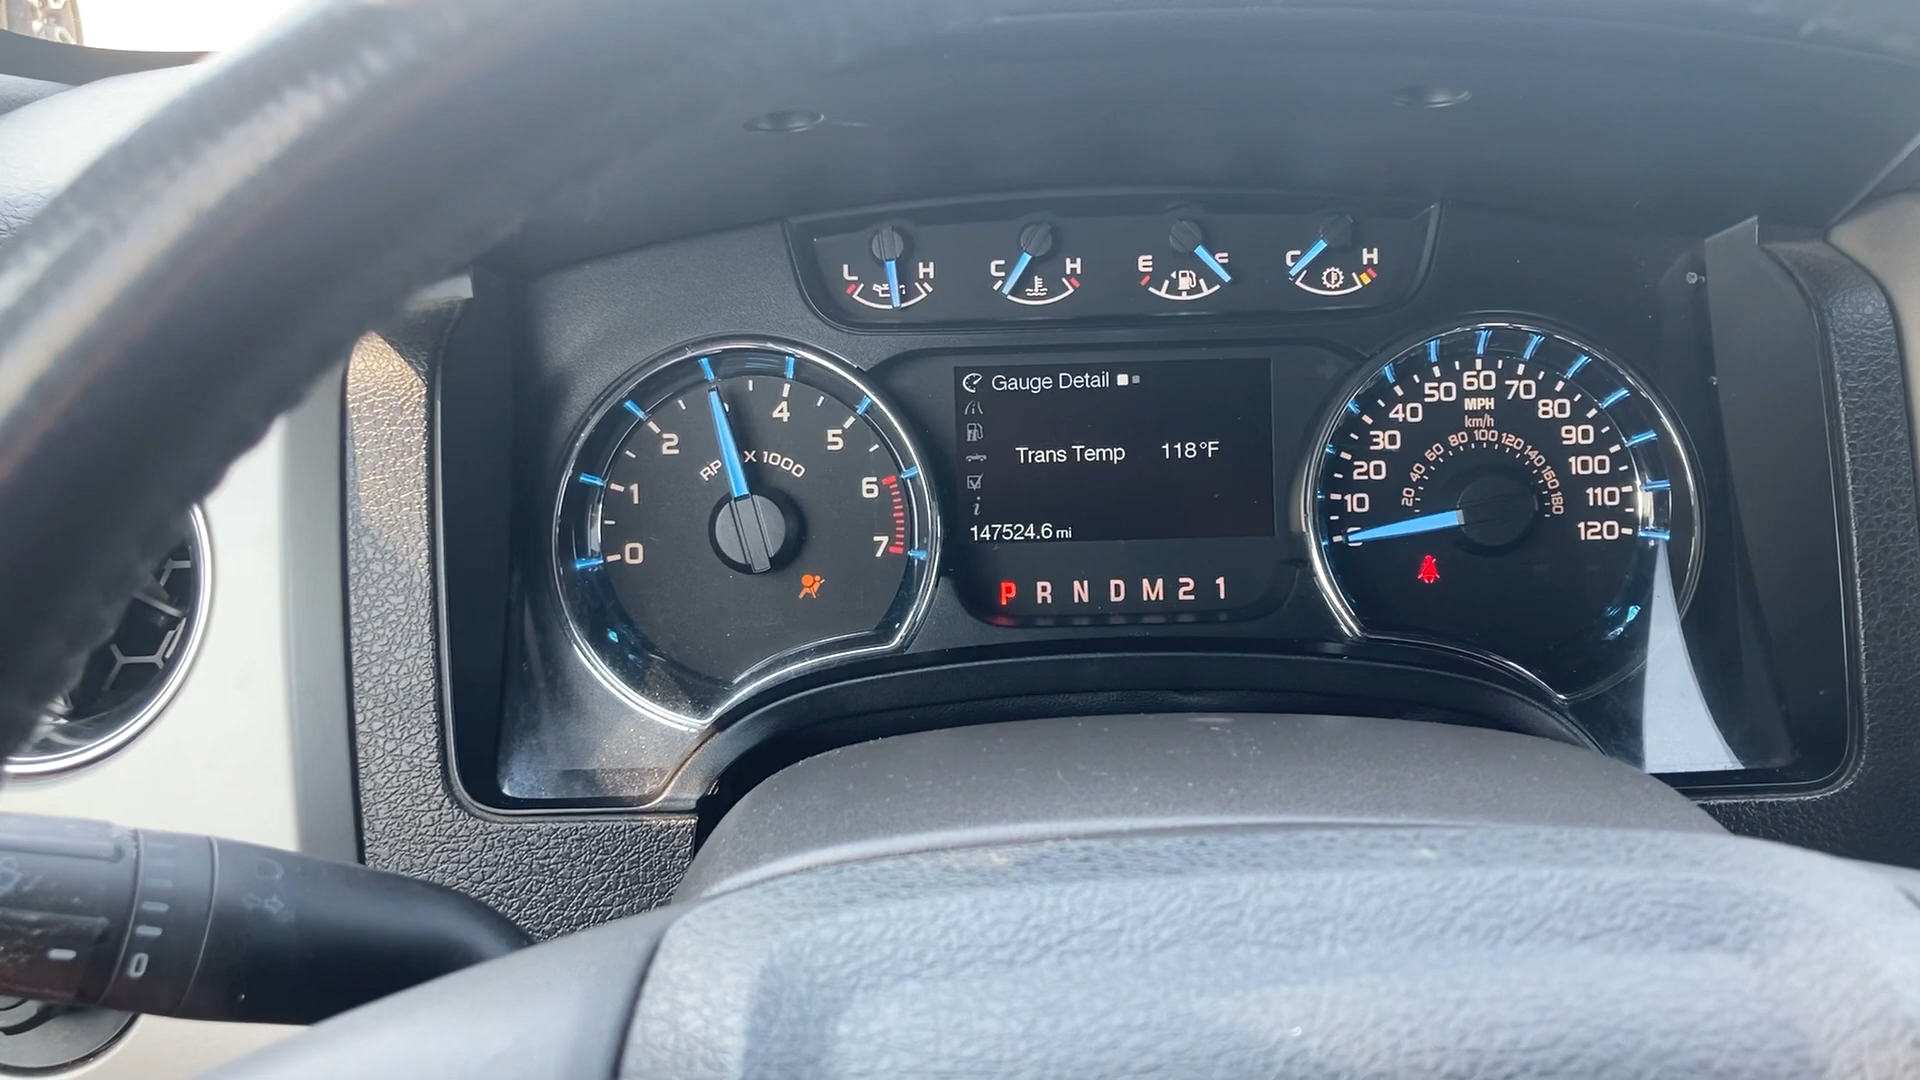 L H
C H
E F
C H
Gauge Detail
Trans Temp 118°F
147524.6 mi
P R N D M 2 1
0 1 2 4 5 6 7
X 1000
0 10 20 30 40 50 60 70 80 90 100 110 120
MPH
km/h
20 40 60 80 100 120 140 160 180
O